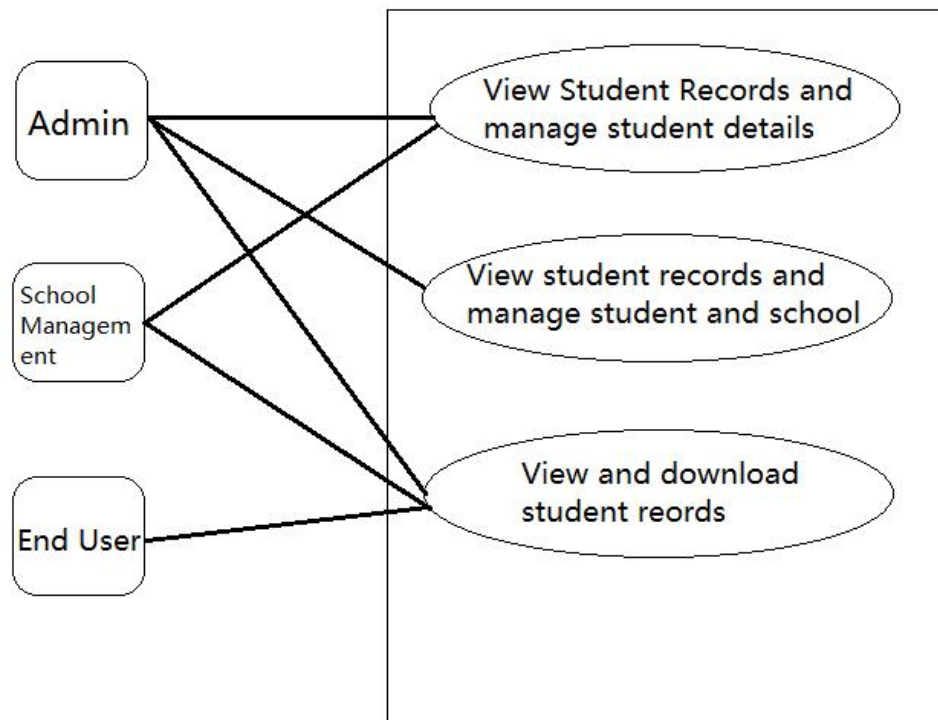 Admin
View Student Records and
manage student details
School
Managem
ent
View student records and
manage student and school
End User
View and download
student reords